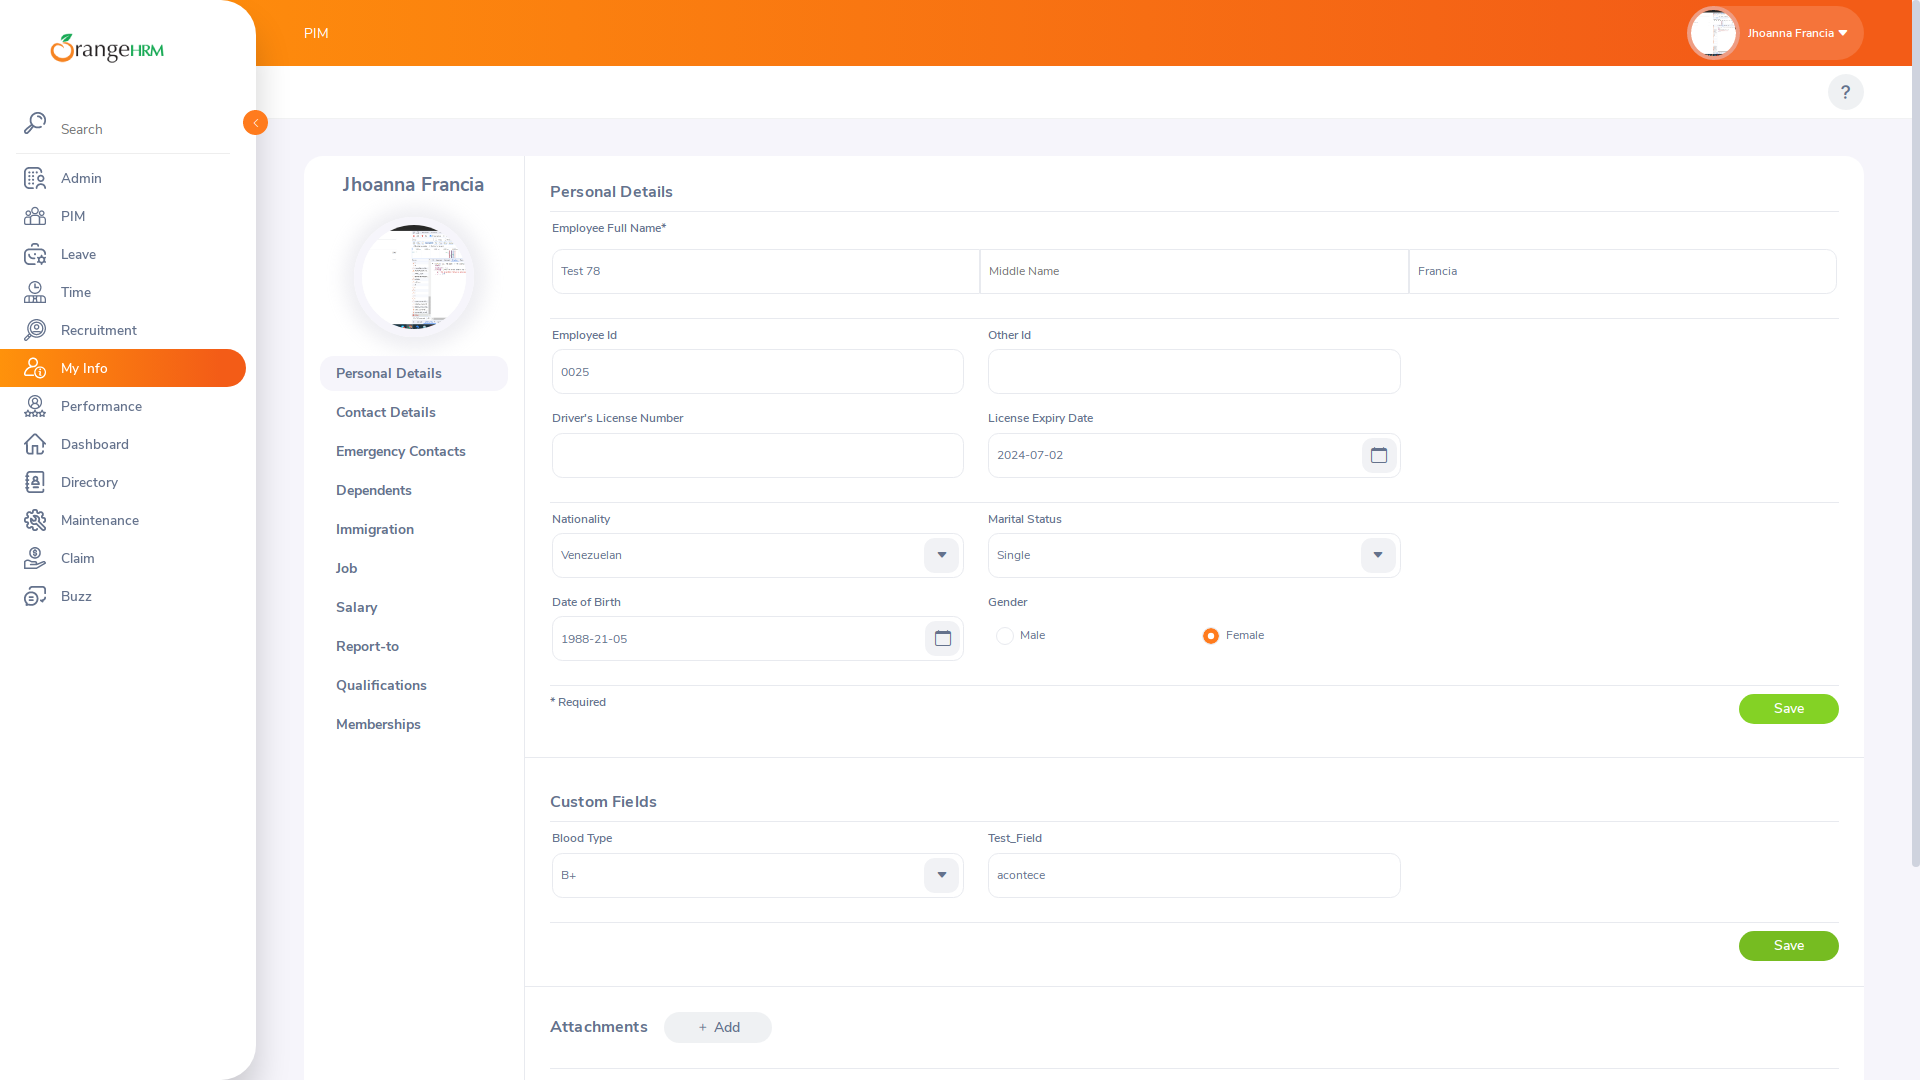 OrangeHRM
Search
Admin
PIM
Leave
Time
Recruitment
My Info
Performance
Dashboard
Directory
Maintenance
Claim
Buzz
PIM
Jhoanna Francia
?
Jhoanna Francia
Personal Details
Contact Details
Emergency Contacts
Dependents
Immigration
Job
Salary
Report-to
Qualifications
Memberships
Personal Details
Employee Full Name*
Test 78 Middle Name Francia
Employee Id Other Id
0025
Driver's License Number License Expiry Date
2024-07-02
Nationality Marital Status
Venezuelan Single
Date of Birth Gender
1988-21-05 Male Female
* Required Save
Custom Fields
Blood Type Test_Field
B+ acontece
Save
Attachments + Add